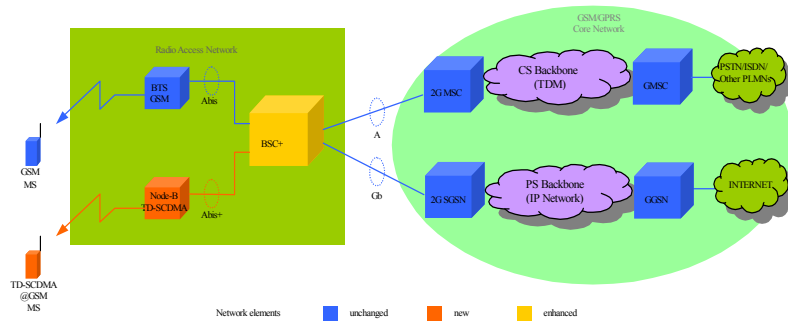 GSM/GPRS
Core Network
Radio Access Network
BTS
GSM
Abis
BSC+
A
2G MSC
CS Backbone
(TDM)
GMSC
PSTN/ISDN/
Other PLMNs
GSM
MS
Node-B
TD-SCDMA
Abis+
Gb
2G SGSN
PS Backbone
(IP Network)
GGSN
INTERNET
TD-SCDMA
@GSM
MS
Network elements
unchanged
new
enhanced